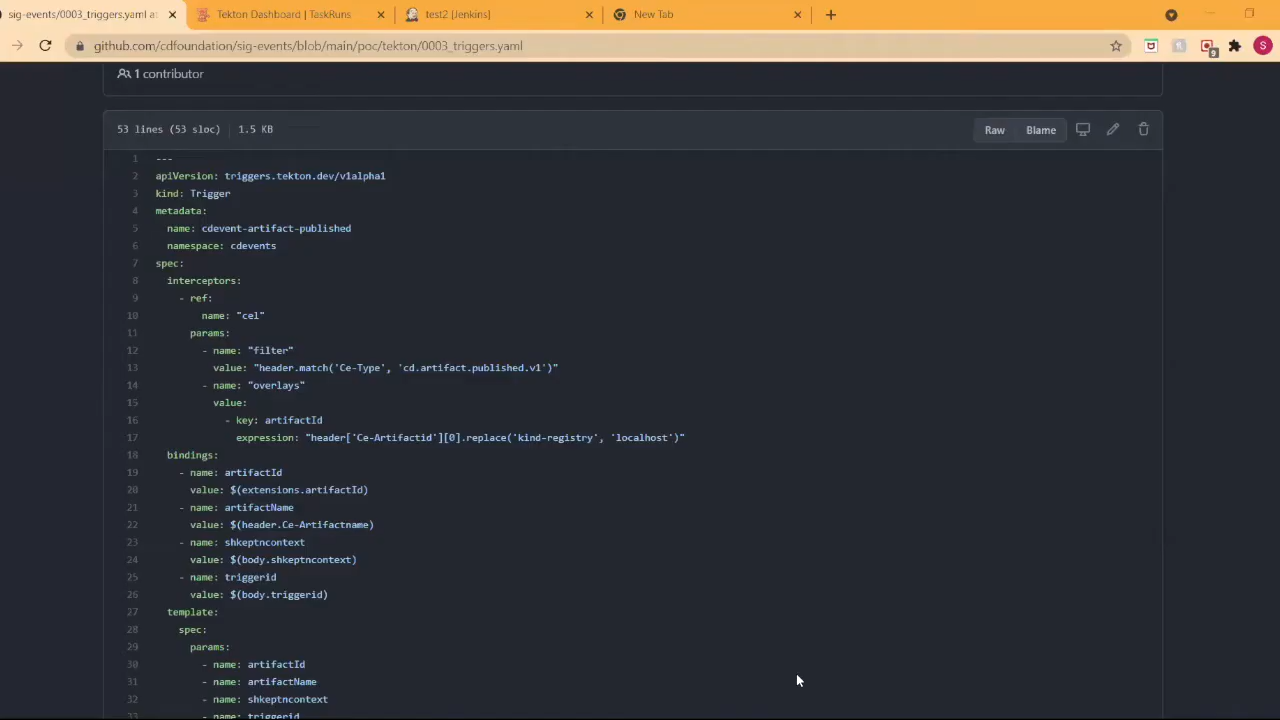 sig-events/0003_triggers.yaml a
Tekton Dashboard | TaskRuns
test2 [Jenkins]
New Tab
github.com/cdfoundation/sig-events/blob/main/poc/tekton/0003_triggers.yaml
9
S
1 contributor
53 lines (53 sloc) 1.5 KB
Raw Blame
1 ---
2 apiVersion: triggers.tekton.dev/v1alpha1
3 kind: Trigger
4 metadata:
5 name: cdevent-artifact-published
6 namespace: cdevents
7 spec:
8 interceptors:
9 - ref:
10 name: "cel"
11 params:
12 - name: "filter"
13 value: "header.match('Ce-Type', 'cd.artifact.published.v1')"
14 - name: "overlays"
15 value:
16 - key: artifactId
17 expression: "header['Ce-Artifactid'][0].replace('kind-registry', 'localhost')"
18 bindings:
19 - name: artifactId
20 value: $(extensions.artifactId)
21 - name: artifactName
22 value: $(header.Ce-Artifactname)
23 - name: shkeptncontext
24 value: $(body.shkeptncontext)
25 - name: triggerid
26 value: $(body.triggerid)
27 template:
28 spec:
29 params:
30 - name: artifactId
31 - name: artifactName
32 - name: shkeptncontext
33 - name: triggerid